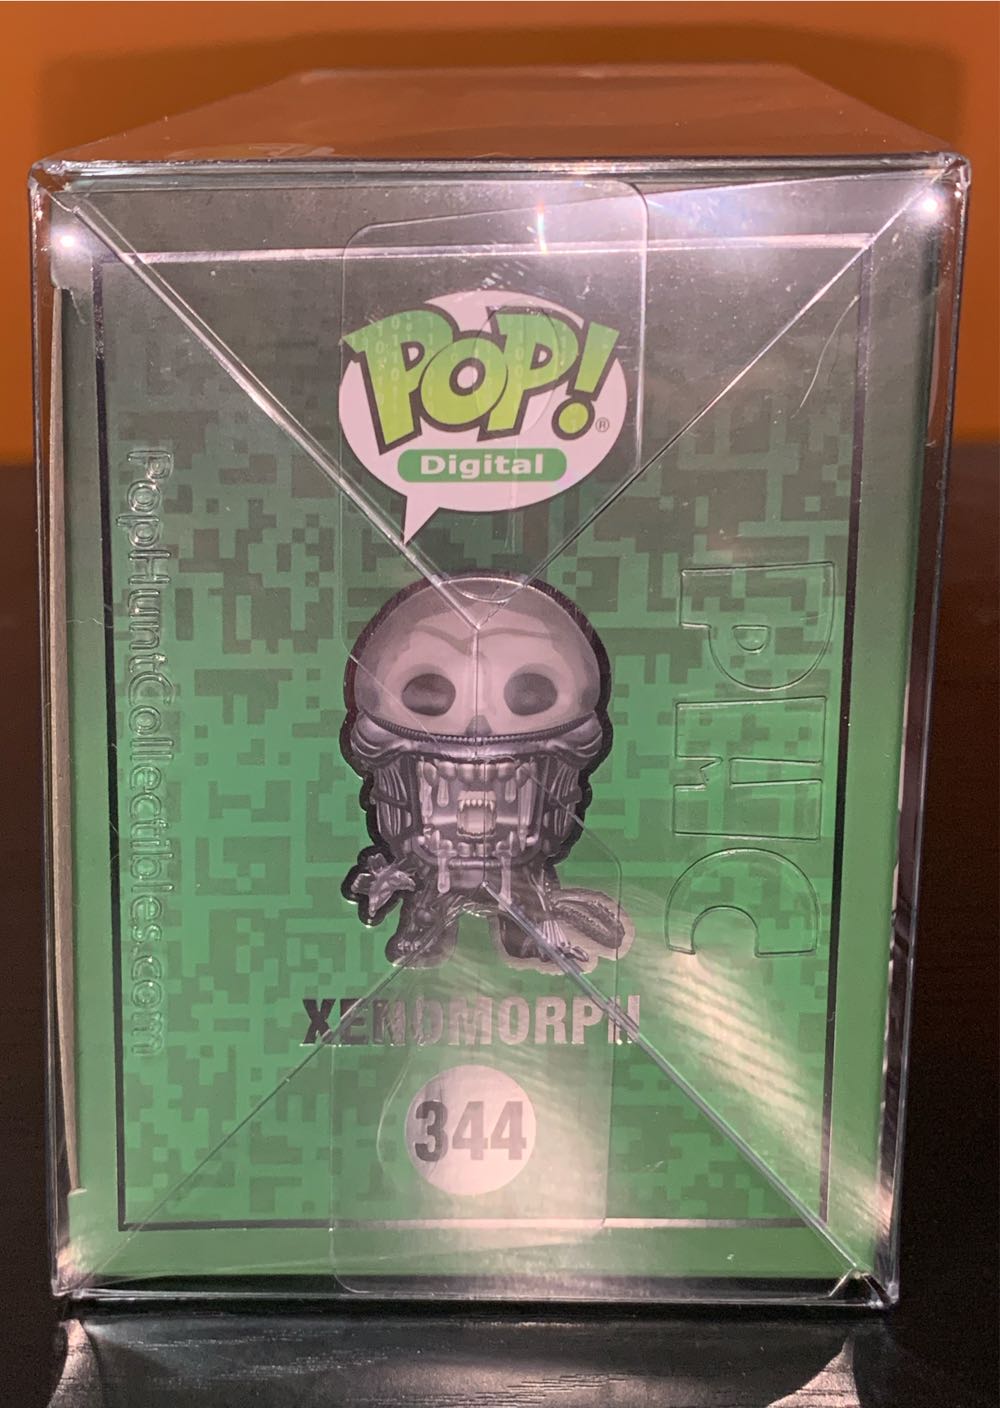 POP!®
Digital
PopHuntCollectibles.com
PHC
XENOMORPH
344